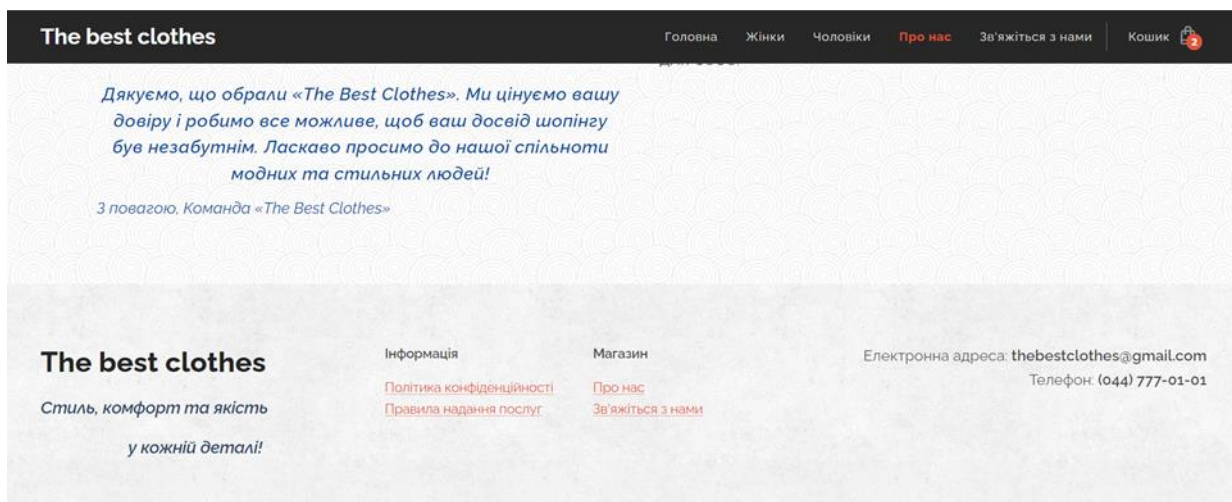 The best clothes
Головна Жінки Чоловіки Про нас Зв'яжіться з нами Кошик 2
Дякуємо, що обрали «The Best Clothes». Ми цінуємо вашу
довіру і робимо все можливе, щоб ваш досвід шопінгу
був незабутнім. Ласкаво просимо до нашої спільноти
модних та стильних людей!
З повагою, Команда «The Best Clothes»
The best clothes
Стиль, комфорт та якість
у кожній деталі!
Інформація
Політика конфіденційності
Правила надання послуг
Магазин
Про нас
Зв'яжіться з нами
Електронна адреса: thebestclothes@gmail.com
Телефон: (044) 777-01-01